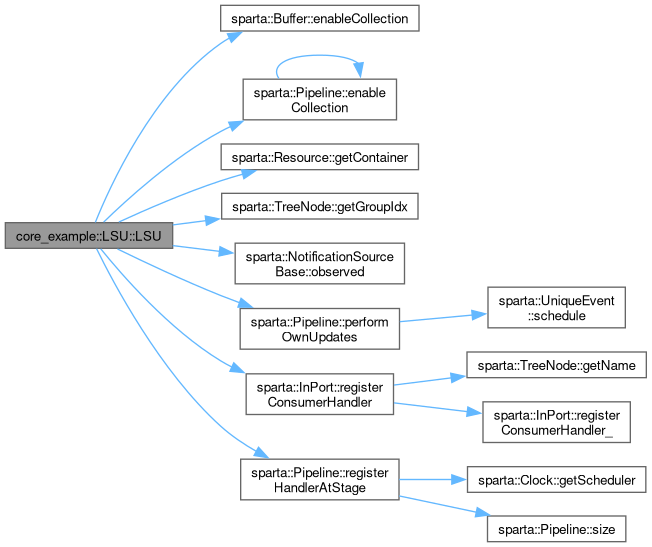 sparta::Buffer::enableCollection
sparta::Pipeline::enable
Collection
sparta::Resource::getContainer
sparta::TreeNode::getGroupIdx
core_example::LSU::LSU
sparta::NotificationSource
Base::observed
sparta::Pipeline::perform
OwnUpdates
sparta::UniqueEvent
::schedule
sparta::InPort::register
ConsumerHandler
sparta::TreeNode::getName
sparta::InPort::register
ConsumerHandler_
sparta::Pipeline::register
HandlerAtStage
sparta::Clock::getScheduler
sparta::Pipeline::size